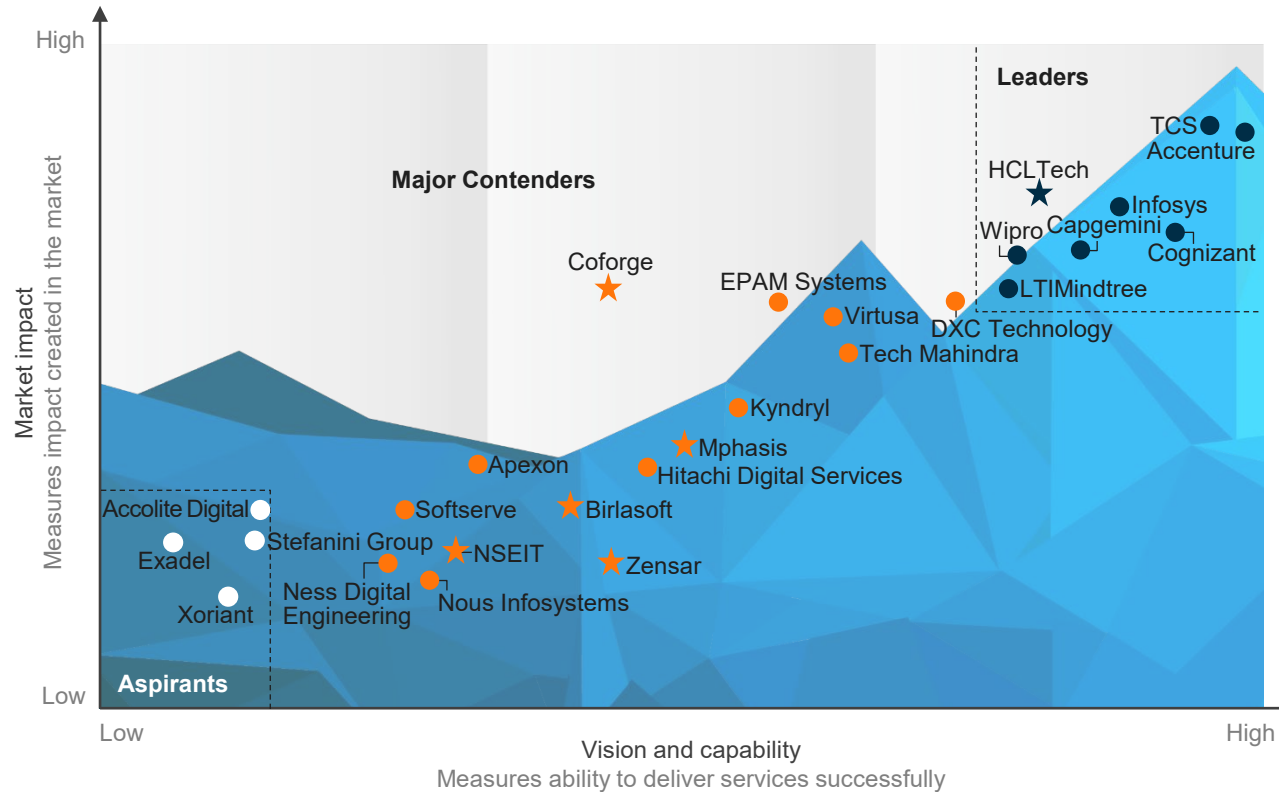 High
Leaders
TCS
Accenture
HCLTech
Major Contenders
Infosys
Capgemini
Wipro
Cognizant
Coforge
EPAM Systems
LTIMindtree
Virtusa
DXC Technology
Tech Mahindra
Kyndryl
Mphasis
Apexon
Hitachi Digital Services
Accolite Digital
Softserve
Birlasoft
Stefanini Group
Exadel
NSEIT
Zensar
Ness Digital
Engineering
Nous Infosystems
Xoriant
Aspirants
Low
Market impact
Measures impact created in the market
Low
High
Vision and capability
Measures ability to deliver services successfully